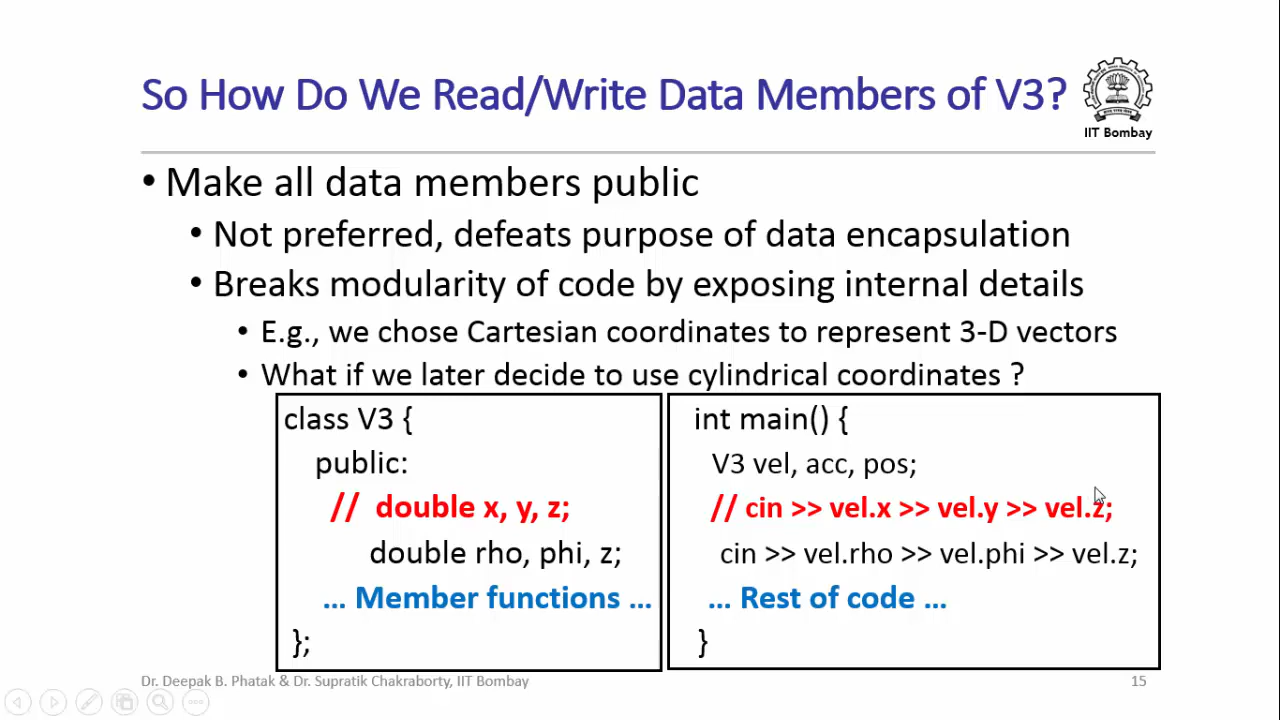 So How Do We Read/Write Data Members of V3?
IIT Bombay
• Make all data members public
• Not preferred, defeats purpose of data encapsulation
• Breaks modularity of code by exposing internal details
• E.g., we chose Cartesian coordinates to represent 3-D vectors
• What if we later decide to use cylindrical coordinates ?
class V3 {
public:
// double x, y, z;
double rho, phi, z;
... Member functions ...
};
int main() {
V3 vel, acc, pos;
// cin >> vel.x >> vel.y >> vel.z;
cin >> vel.rho >> vel.phi >> vel.z;
... Rest of code ...
}
Dr. Deepak B. Phatak & Dr. Supratik Chakraborty, IIT Bombay
15